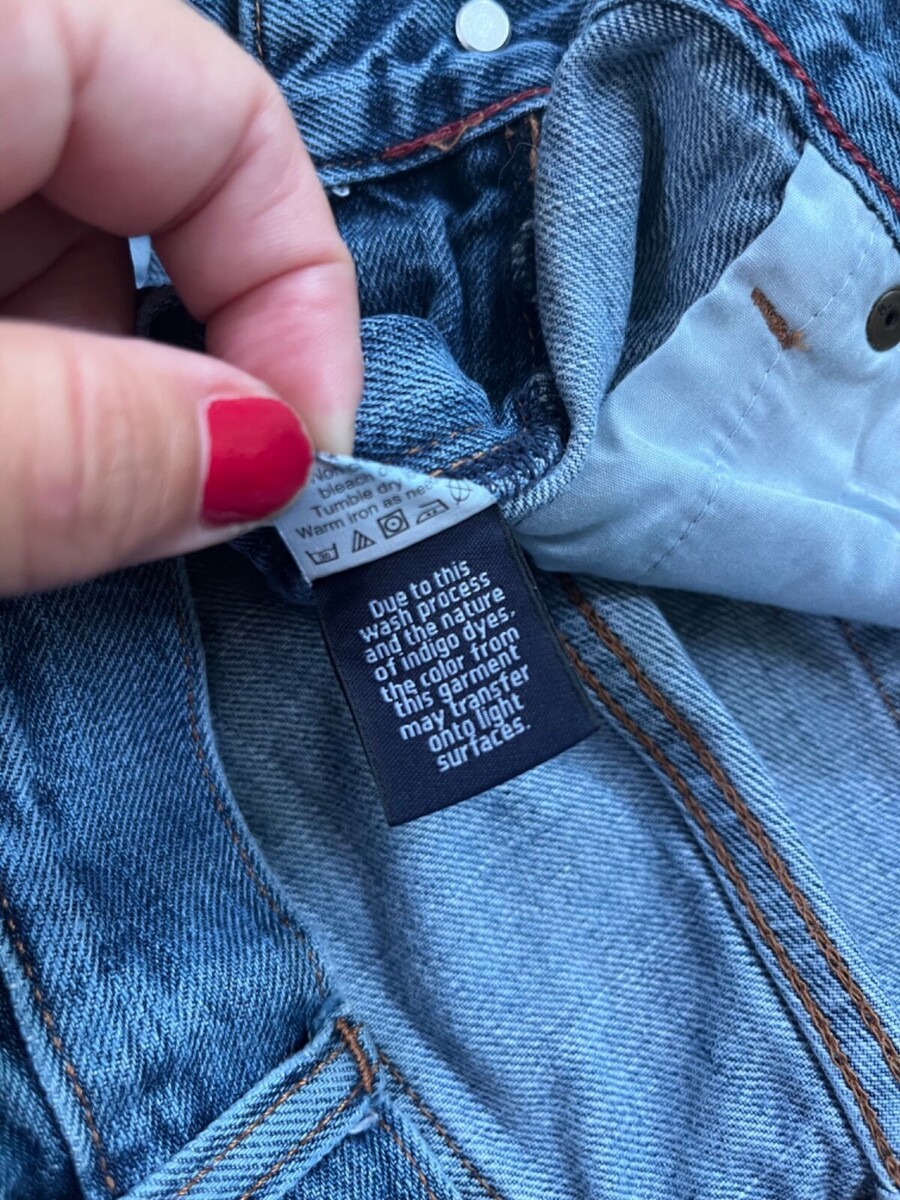 bleach
Tumble dry
Warm iron as
Due to this
wash process
and the nature
of indigo dyes,
the color from
this garment
may transfer
onto light
surfaces.